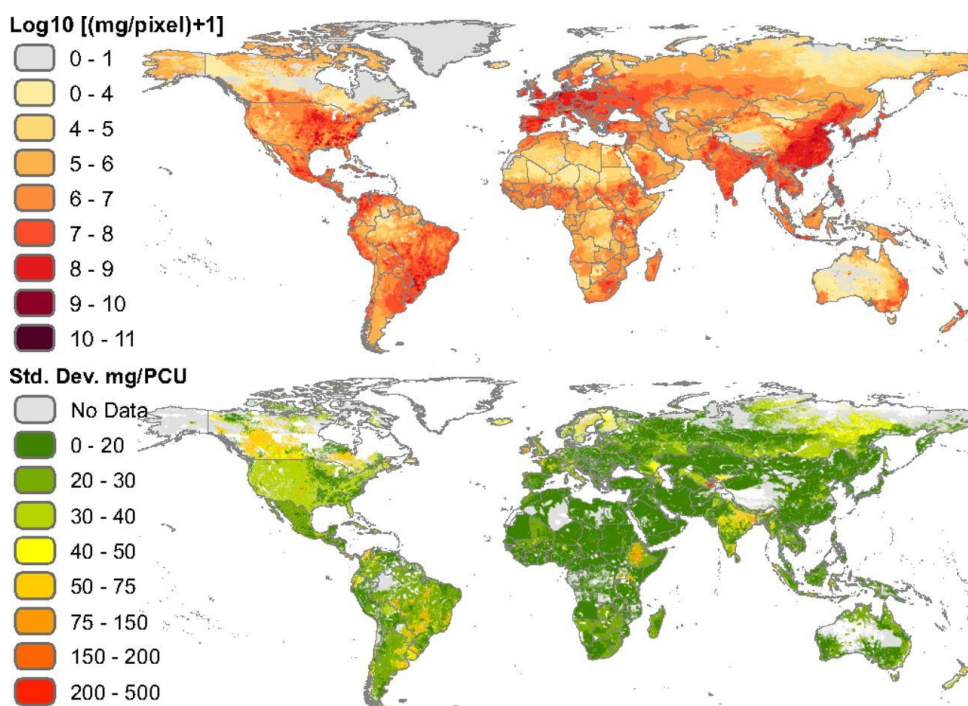 Log10 [(mg/pixel)+1]
0 - 1
0 - 4
4 - 5
5 - 6
6 - 7
7 - 8
8 - 9
9 - 10
10 - 11
Std. Dev. mg/PCU
No Data
0 - 20
20 - 30
30 - 40
40 - 50
50 - 75
75 - 150
150 - 200
200 - 500